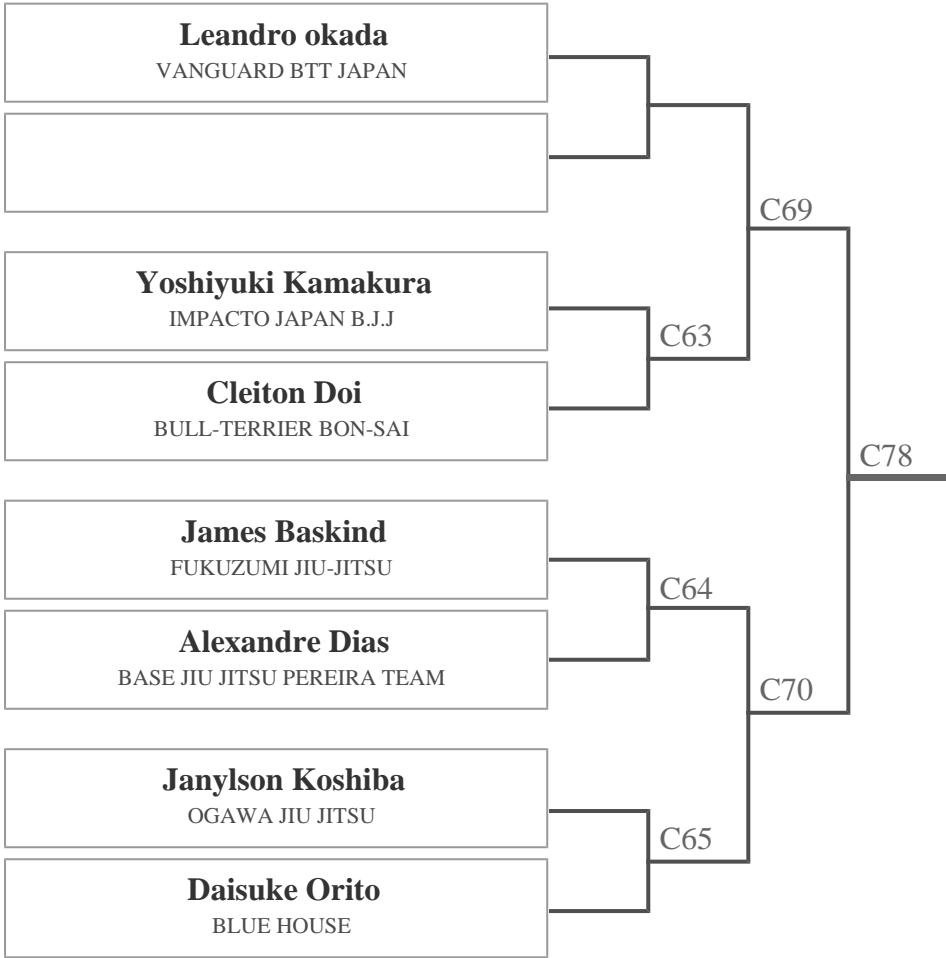 Leandro okada
VANGUARD BTT JAPAN
C69
Yoshiyuki Kamakura
IMPACTO JAPAN B.J.J
C63
Cleiton Doi
BULL-TERRIER BON-SAI
C78
James Baskind
FUKUZUMI JIU-JITSU
C64
Alexandre Dias
BASE JIU JITSU PEREIRA TEAM
C70
Janylson Koshiba
OGAWA JIU JITSU
C65
Daisuke Orito
BLUE HOUSE